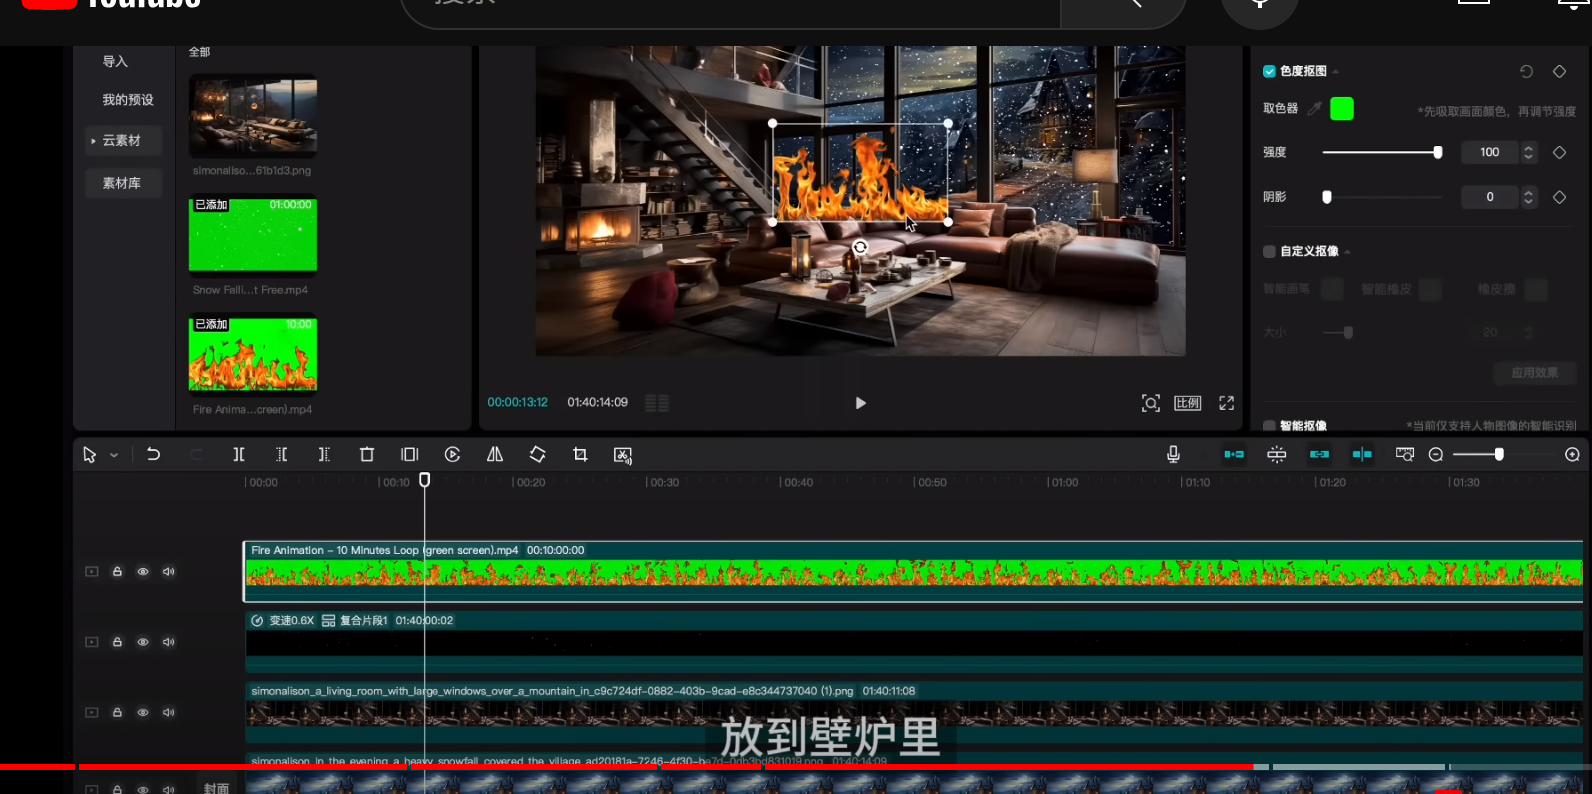 YouTube
搜索
全部
导入
我的预设
云素材
素材库
simonaliso...61b1d3.png
已添加 01:00:00
Snow Falli...t Free.mp4
已添加 10:00
Fire Anima...creen).mp4
00:00:13:12 01:40:14:09
比例
色度抠图
取色器 *先吸取画面颜色，再调节强度
强度 100
阴影 0
自定义抠像
智能画笔 智能橡皮 橡皮擦
大小 20
应用效果
智能抠像 *当前仅支持人物图像的智能识别
00:00 00:10 00:20 00:30 00:40 00:50 01:00 01:10 01:20 01:30
Fire Animation - 10 Minutes Loop (green screen).mp4 00:10:00:00
变速0.6X 复合片段1 01:40:00:02
simonalison_a_living_room_with_large_windows_over_a_mountain_in_c9c724df-0882-403b-9cad-e8c344737040 (1).png 01:40:11:08
放到壁炉里
simonalison_In_the_evening_a_heavy_snowfall_covered_the_village_ad20181a-7246-4f30-be7d-0db3bd831019.png 01:40:14:09
封面